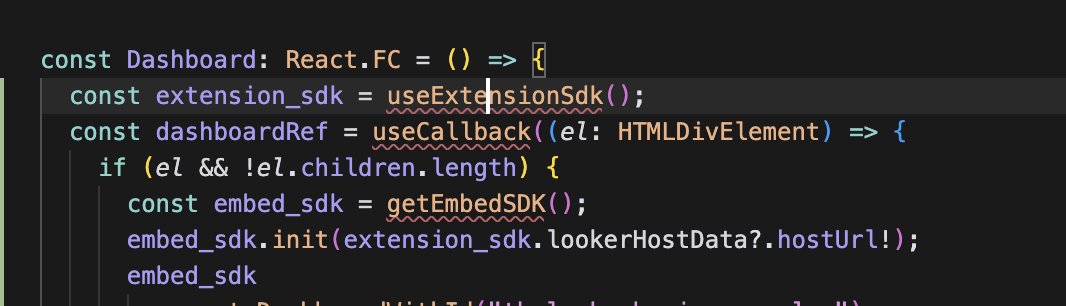 const Dashboard: React.FC = () => {
const extension_sdk = useExtensionSdk();
const dashboardRef = useCallback((el: HTMLDivElement) => {
if (el && !el.children.length) {
const embed_sdk = getEmbedSDK();
embed_sdk.init(extension_sdk.lookerHostData?.hostUrl!);
embed_sdk